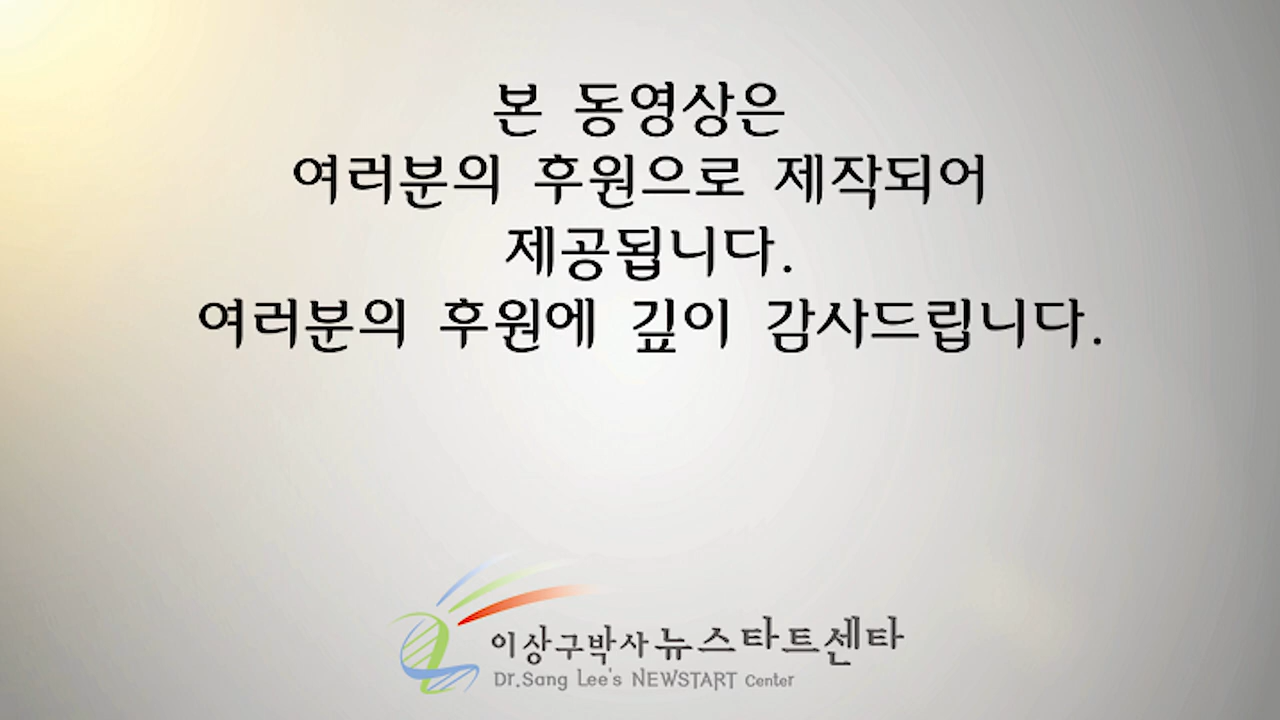 본 동영상은
여러분의 후원으로 제작되어
제공됩니다.
여러분의 후원에 깊이 감사드립니다.
이상구박사뉴스타트센타
Dr.Sang Lee's NEWSTART Center